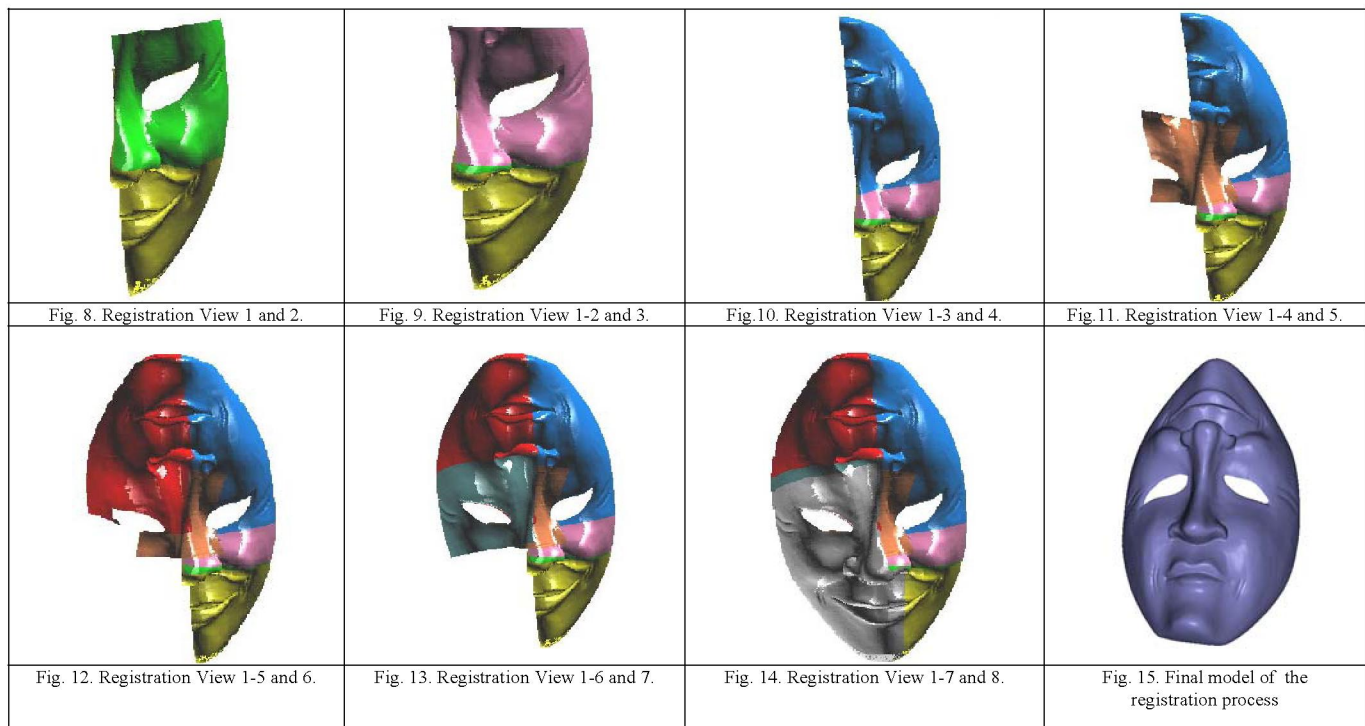 Fig. 8. Registration View 1 and 2.
Fig. 9. Registration View 1-2 and 3.
Fig.10. Registration View 1-3 and 4.
Fig.11. Registration View 1-4 and 5.
Fig. 12. Registration View 1-5 and 6.
Fig. 13. Registration View 1-6 and 7.
Fig. 14. Registration View 1-7 and 8.
Fig. 15. Final model of the
registration process